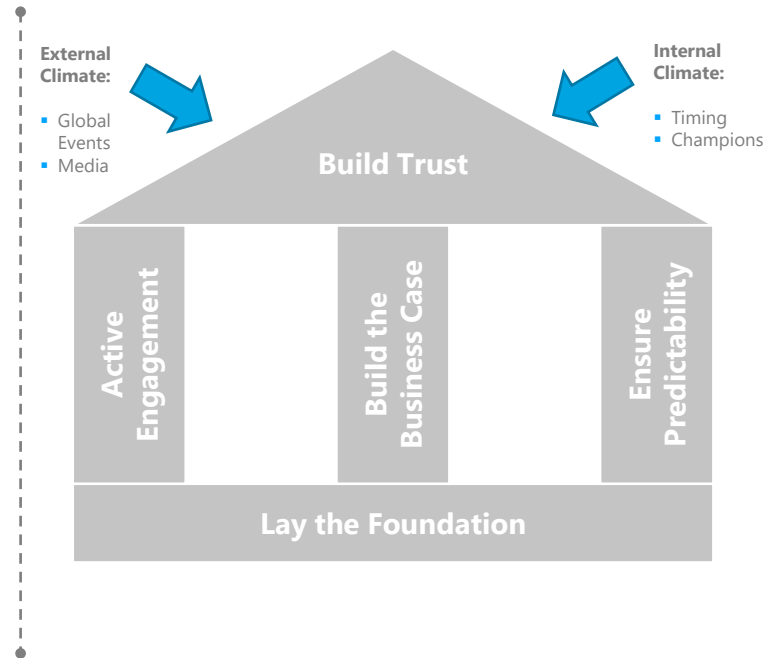 External
Climate:
▪ Global
Events
▪ Media
Internal
Climate:
▪ Timing
▪ Champions
Build Trust
Active
Engagement
Build the
Business Case
Ensure
Predictability
Lay the Foundation